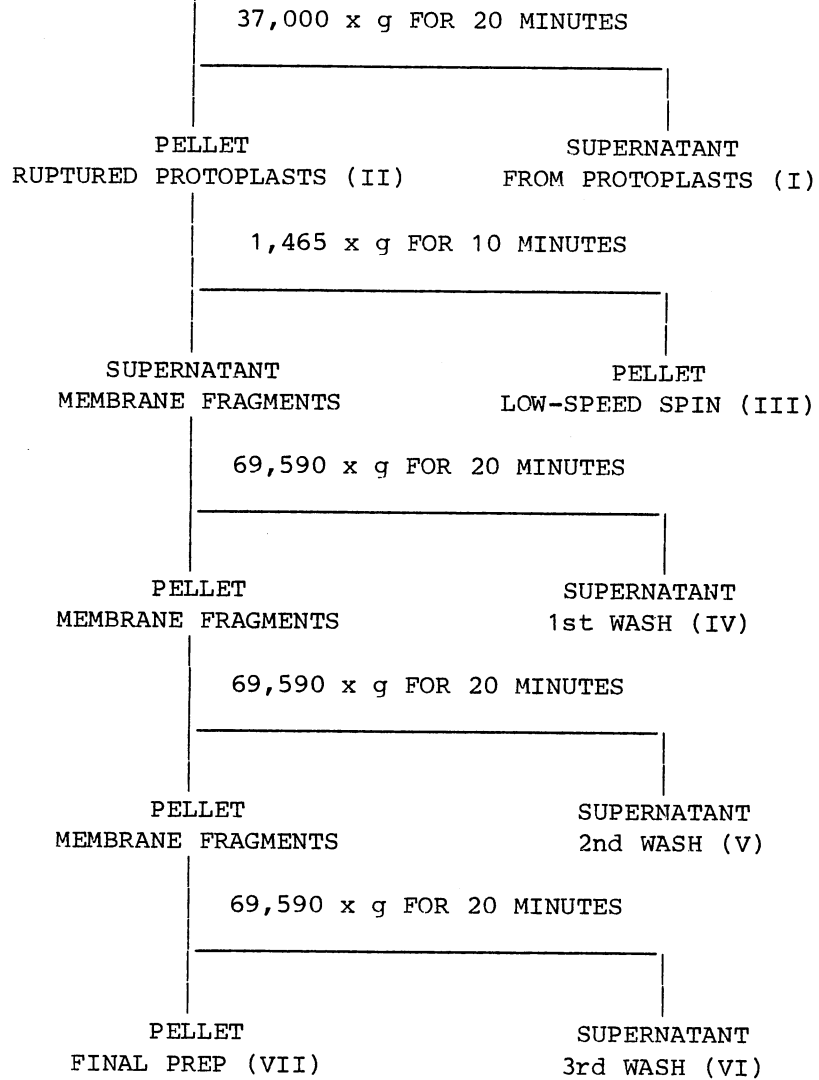 37,000 x g FOR 20 MINUTES
PELLET
RUPTURED PROTOPLASTS (II)
SUPERNATANT
FROM PROTOPLASTS (I)
1,465 x g FOR 10 MINUTES
SUPERNATANT
MEMBRANE FRAGMENTS
PELLET
LOW-SPEED SPIN (III)
69,590 x g FOR 20 MINUTES
PELLET
MEMBRANE FRAGMENTS
SUPERNATANT
1st WASH (IV)
69,590 x g FOR 20 MINUTES
PELLET
MEMBRANE FRAGMENTS
SUPERNATANT
2nd WASH (V)
69,590 x g FOR 20 MINUTES
PELLET
FINAL PREP (VII)
SUPERNATANT
3rd WASH (VI)